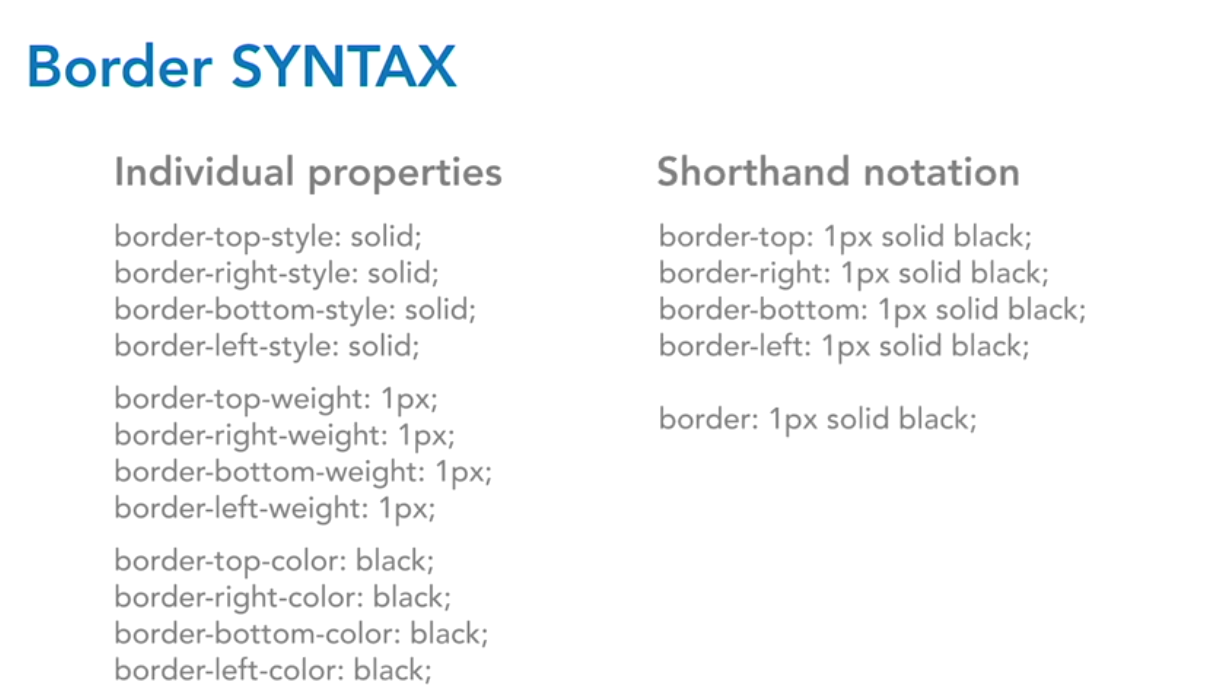 Border SYNTAX
Individual properties
border-top-style: solid;
border-right-style: solid;
border-bottom-style: solid;
border-left-style: solid;
border-top-weight: 1px;
border-right-weight: 1px;
border-bottom-weight: 1px;
border-left-weight: 1px;
border-top-color: black;
border-right-color: black;
border-bottom-color: black;
border-left-color: black;
Shorthand notation
border-top: 1px solid black;
border-right: 1px solid black;
border-bottom: 1px solid black;
border-left: 1px solid black;
border: 1px solid black;